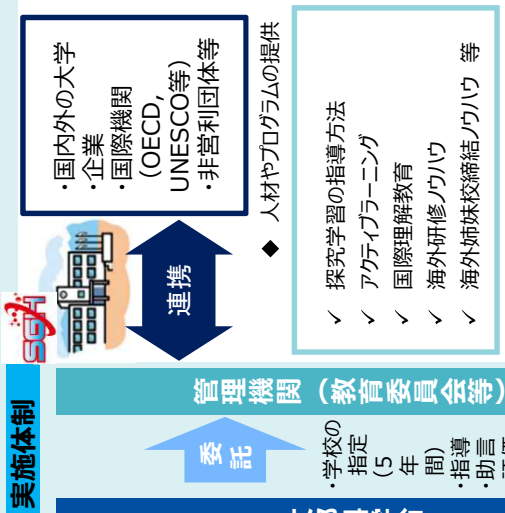 実施体制
SGH
・国内外の大学
・企業
・国際機関
（OECD,
UNESCO等）
・非営利団体等
連携
◆ 人材やプログラムの提供
✓ 探究学習の指導方法
✓ アクティブラーニング
✓ 国際理解教育
✓ 海外研修ノウハウ
✓ 海外姉妹校締結ノウハウ 等
管理機関（教育委員会等）
委託
・学校の
指定
（5
年
間）
・指導
・助言